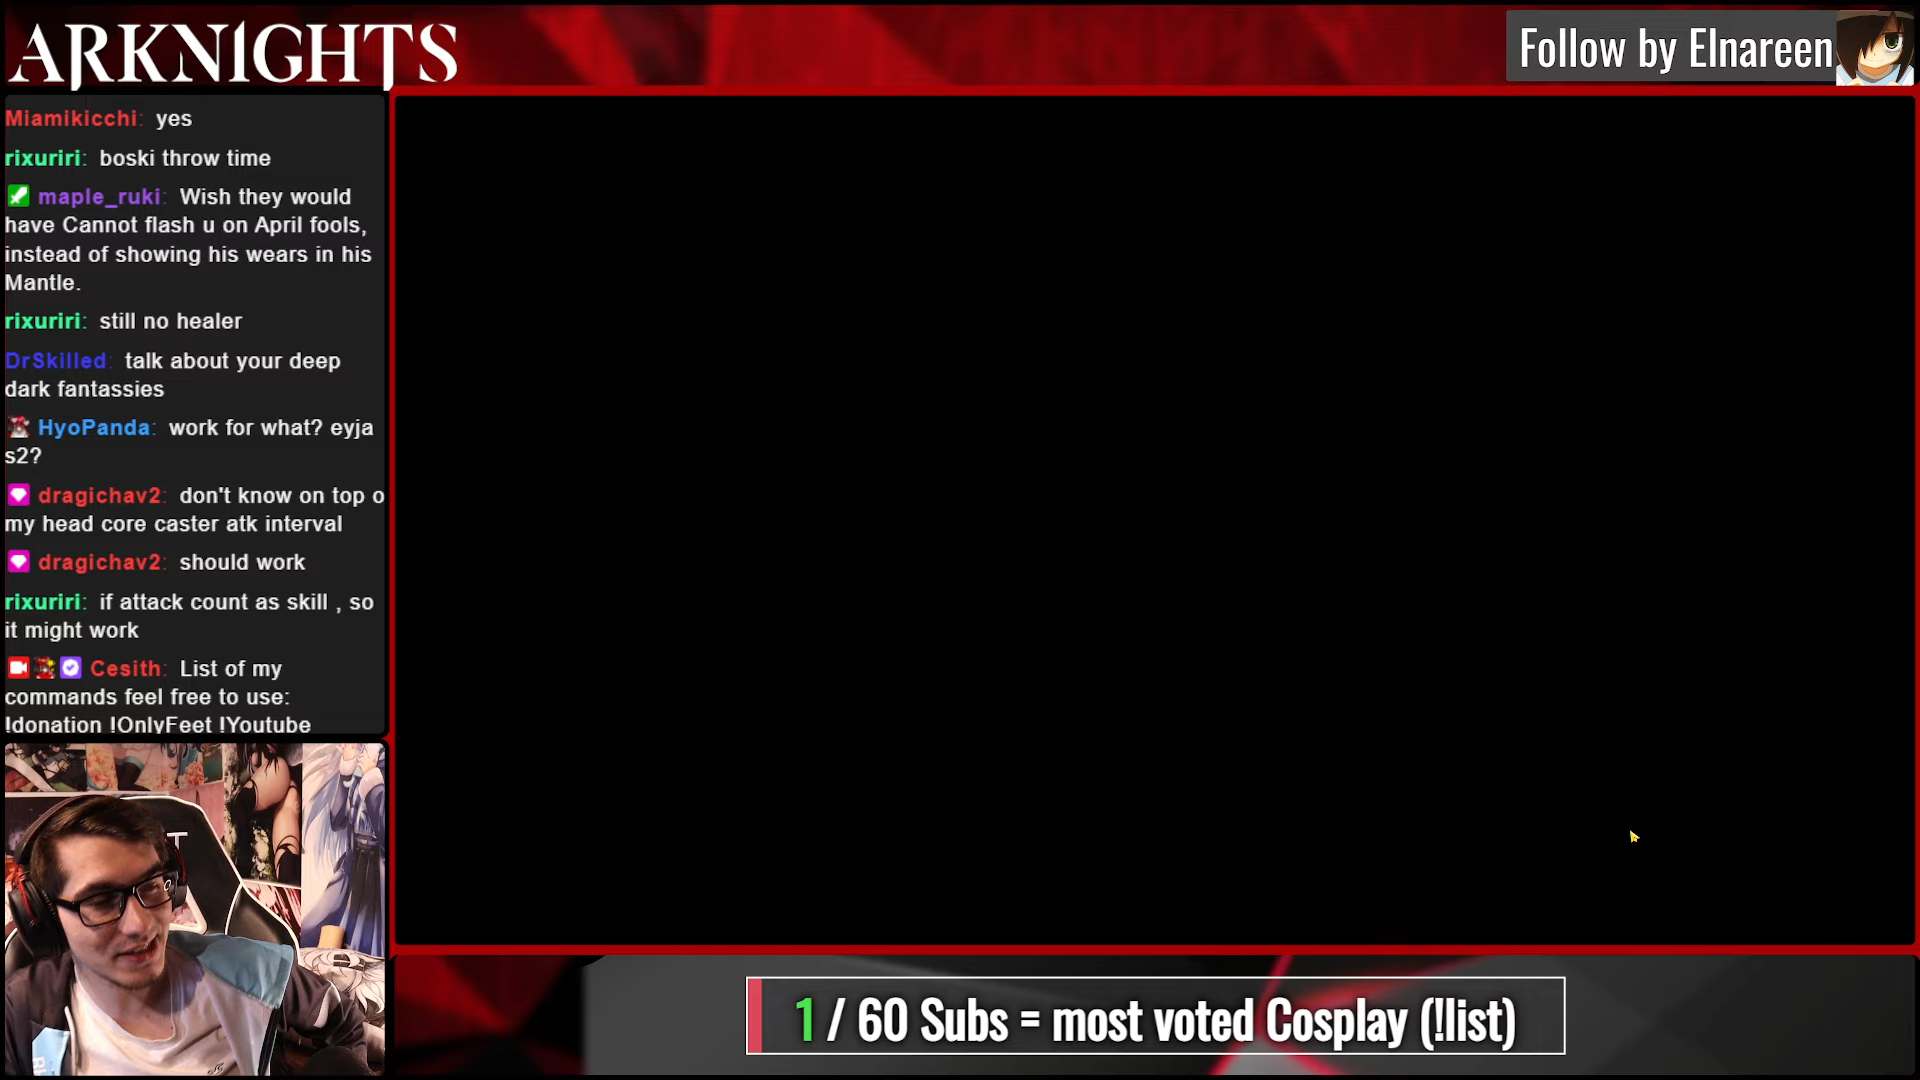 ARKNIGHTS
Follow by Elnareen
Miamikicchi: yes
rixuriri: boski throw time
maple_ruki: Wish they would
have Cannot flash u on April fools,
instead of showing his wears in his
Mantle.
rixuriri: still no healer
DrSkilled: talk about your deep
dark fantassies
HyoPanda: work for what? eyja
s2?
dragichav2: don't know on top o
my head core caster atk interval
dragichav2: should work
rixuriri: if attack count as skill , so
it might work
Cesith: List of my
commands feel free to use:
!donation !OnlyFeet !Youtube
1 / 60 Subs = most voted Cosplay (!list)